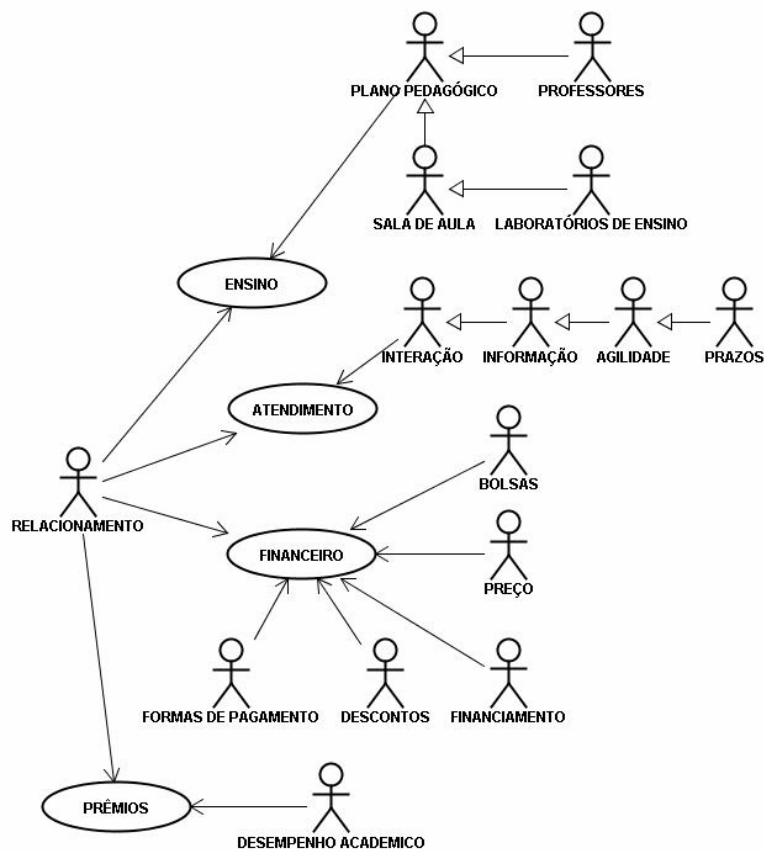 PLANO PEDAGÓGICO
PROFESSORES
SALA DE AULA
LABORATÓRIOS DE ENSINO
ENSINO
INTERAÇÃO
INFORMAÇÃO
AGILIDADE
PRAZOS
ATENDIMENTO
BOLSAS
RELACIONAMENTO
FINANCEIRO
PREÇO
FORMAS DE PAGAMENTO
DESCONTOS
FINANCIAMENTO
PRÊMIOS
DESEMPENHO ACADEMICO